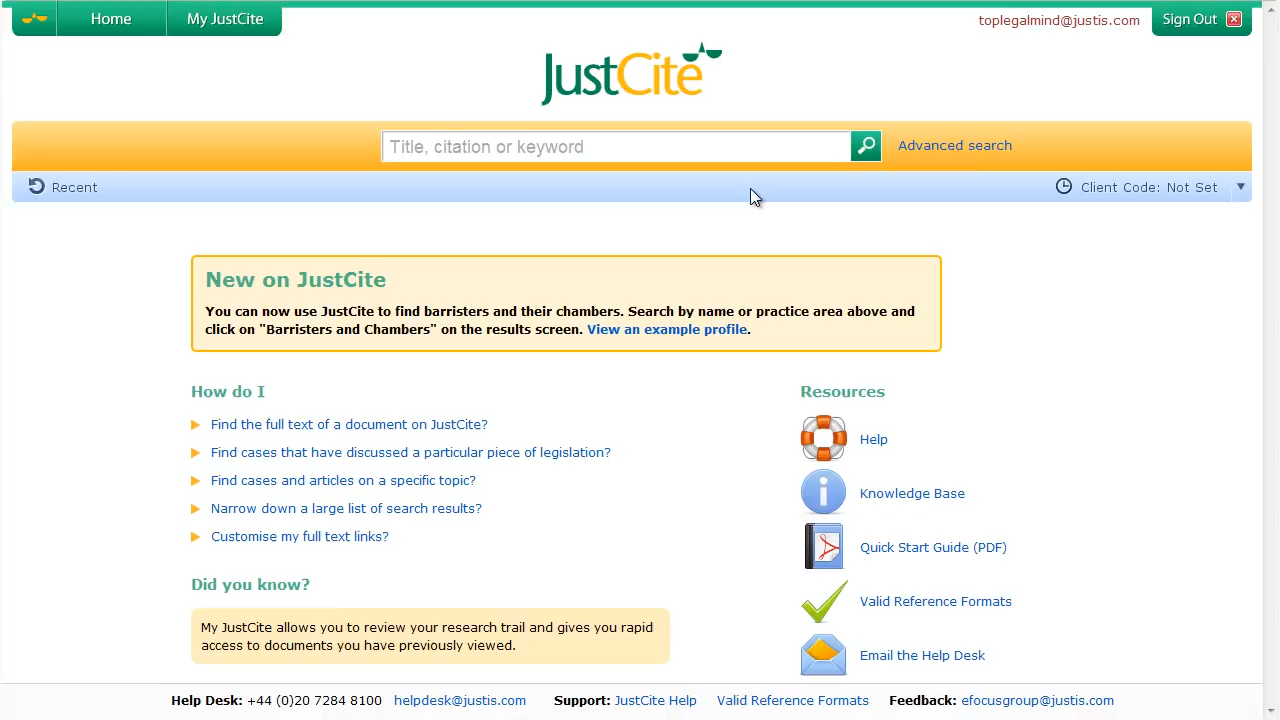 Home
My JustCite
toplegalmind@justis.com
Sign Out
JustCite
Title, citation or keyword
Advanced search
Recent
Client Code: Not Set
New on JustCite
You can now use JustCite to find barristers and their chambers. Search by name or practice area above and
click on "Barristers and Chambers" on the results screen. View an example profile.
How do I
Find the full text of a document on JustCite?
Find cases that have discussed a particular piece of legislation?
Find cases and articles on a specific topic?
Narrow down a large list of search results?
Customise my full text links?
Did you know?
My JustCite allows you to review your research trail and gives you rapid
access to documents you have previously viewed.
Resources
Help
Knowledge Base
Quick Start Guide (PDF)
Valid Reference Formats
Email the Help Desk
Help Desk: +44 (0)20 7284 8100 helpdesk@justis.com Support: JustCite Help Valid Reference Formats Feedback: efocusgroup@justis.com